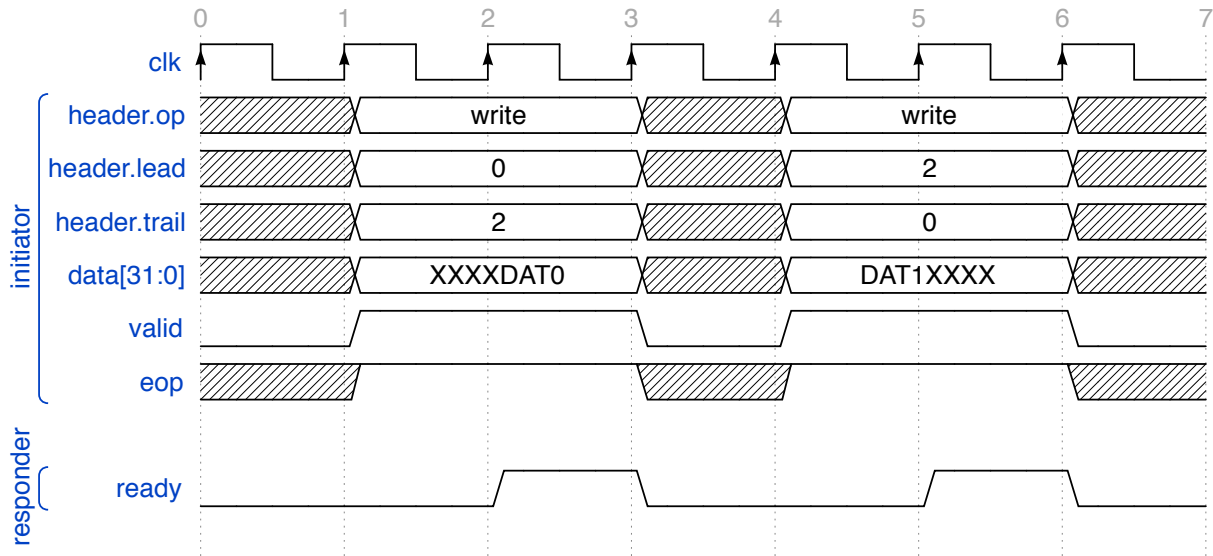 0 1 2 3 4 5 6 7
clk
initiator
header.op write write
header.lead 0 2
header.trail 2 0
data[31:0] XXXXDAT0 DAT1XXXX
valid
eop
responder
ready